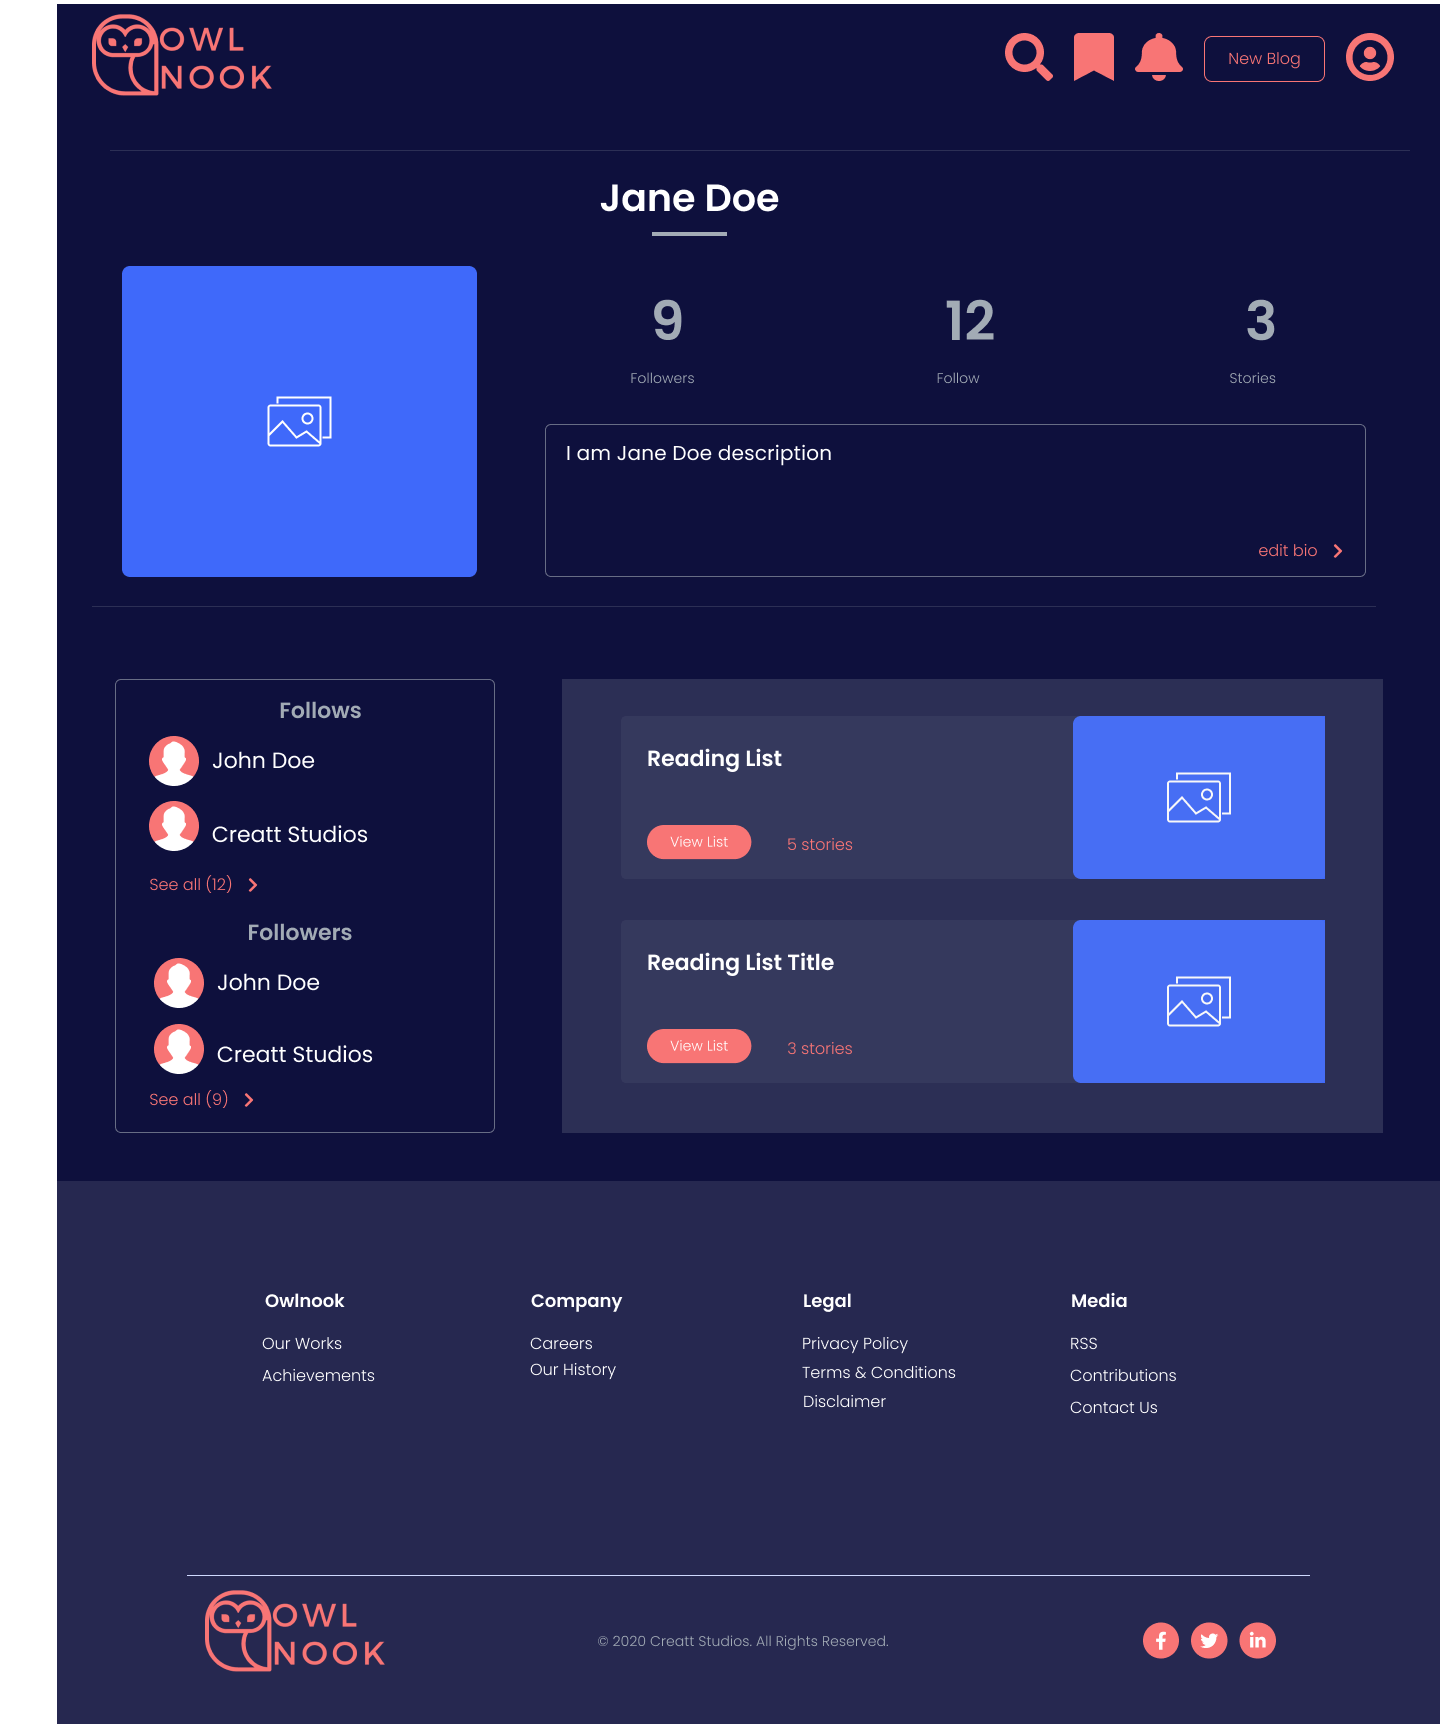 OWL
NOOK
New Blog
Jane Doe
9
12
3
Followers
Follow
Stories
I am Jane Doe description
edit bio
Follows
John Doe
Creatt Studios
See all (12)
Followers
John Doe
Creatt Studios
See all (9)
Reading List
View List
5 stories
Reading List Title
View List
3 stories
Owlnook
Our Works
Achievements
Company
Careers
Our History
Legal
Privacy Policy
Terms & Conditions
Disclaimer
Media
RSS
Contributions
Contact Us
OWL
NOOK
© 2020 Creatt Studios. All Rights Reserved.